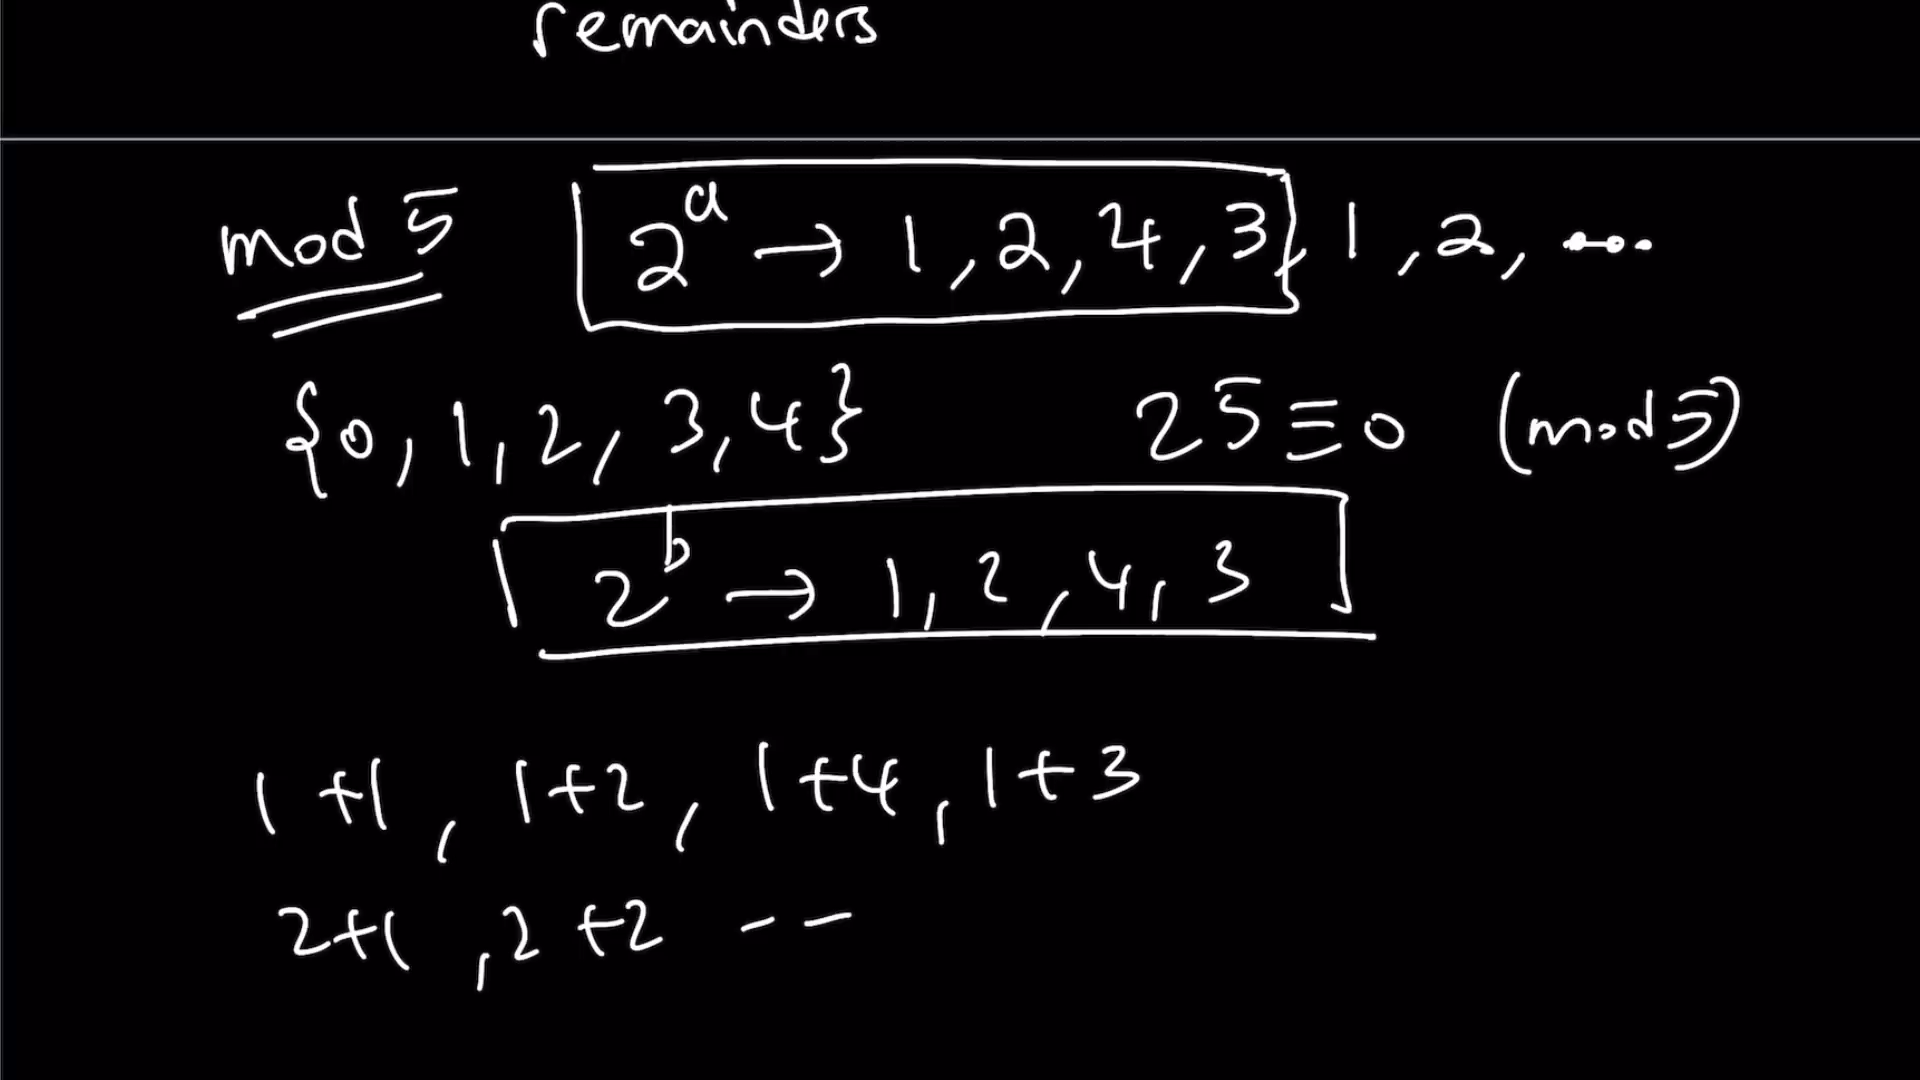 remainders
mod 5 2^a → 1, 2, 4, 3, 1, 2, ...
{0, 1, 2, 3, 4} 25 ≡ 0 (mod 5)
2^b → 1, 2, 4, 3
1+1, 1+2, 1+4, 1+3
2+1, 2+2 --